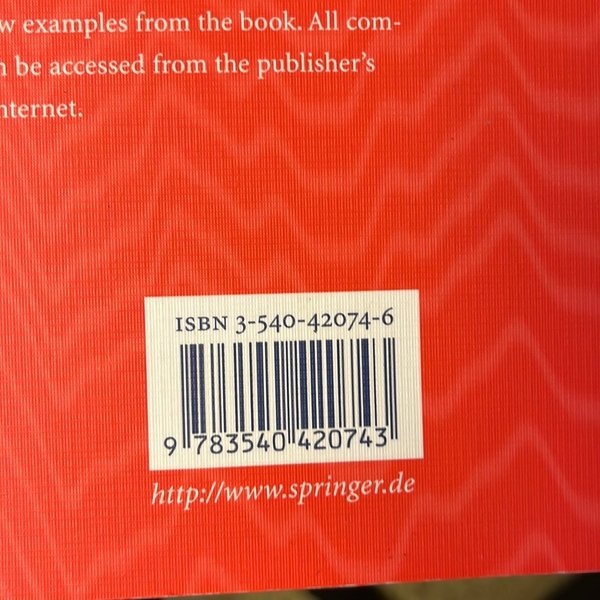 examples from the book. All com-
be accessed from the publisher's
ISBN 3-540-42074-6
9 783540 420743
http://www.springer.de